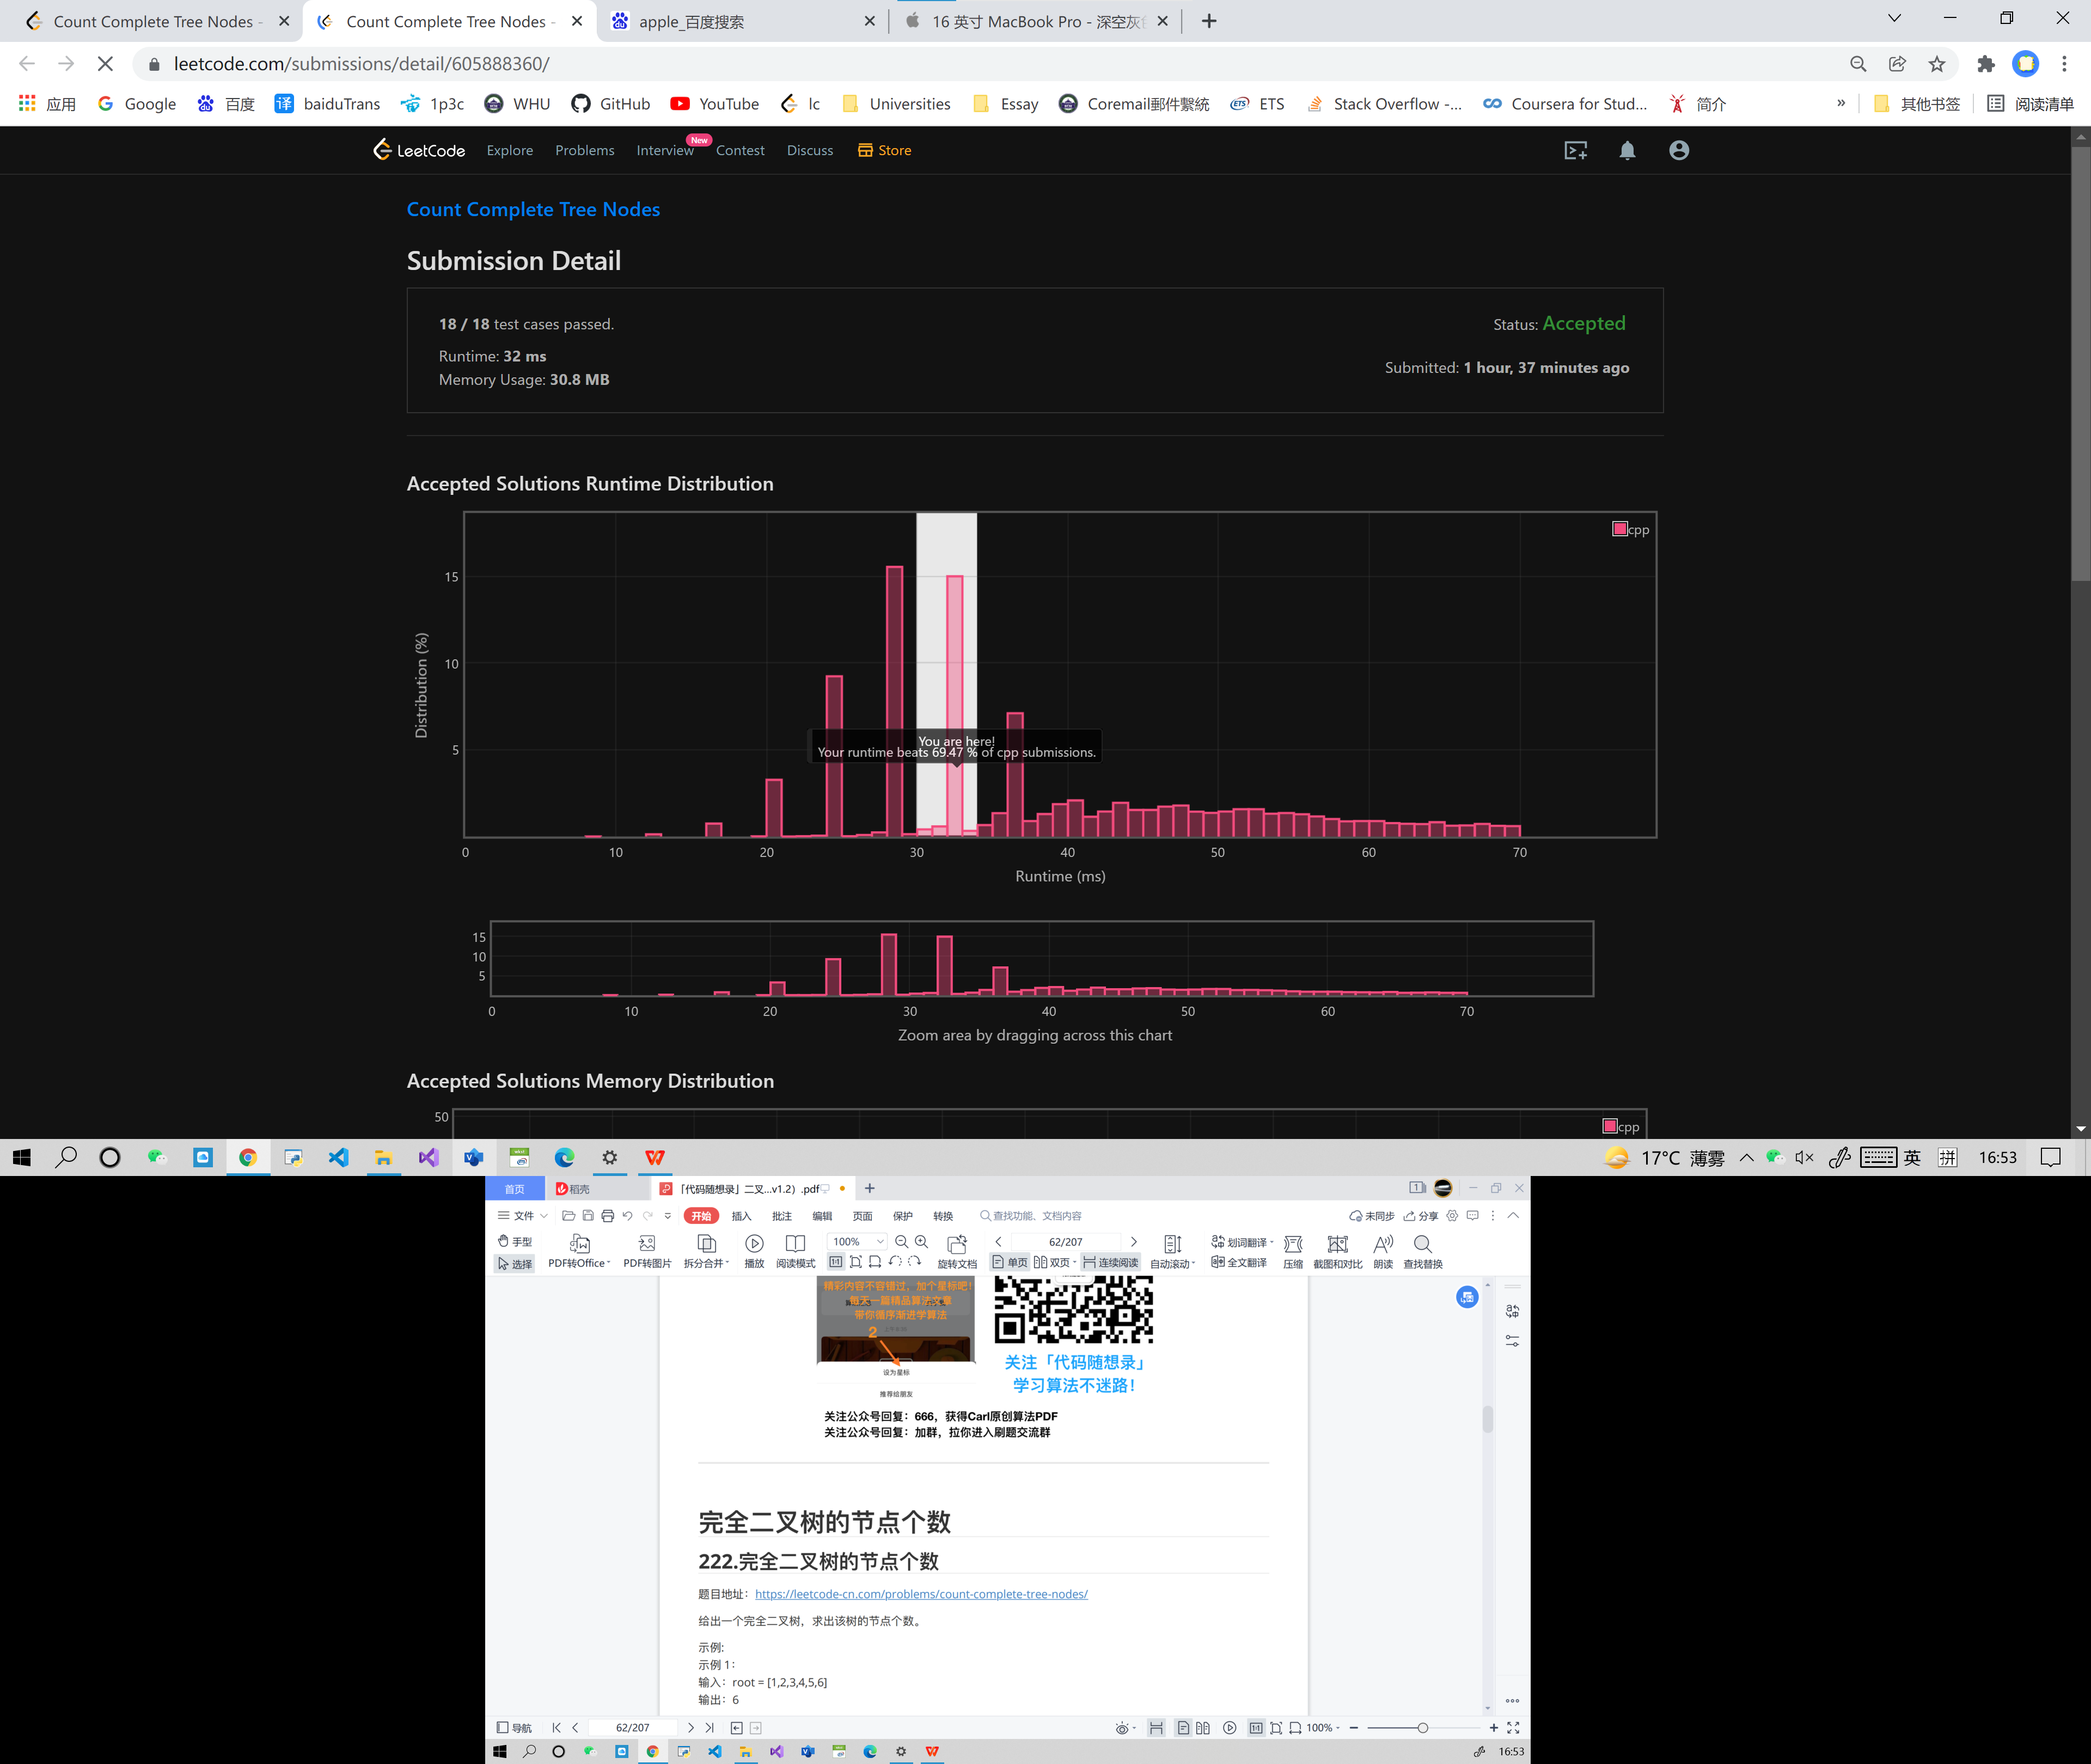 Count Complete Tree Nodes -
Count Complete Tree Nodes -
apple_百度搜索
16 英寸 MacBook Pro - 深空灰
leetcode.com/submissions/detail/605888360/
应用 Google 百度 baiduTrans 1p3c WHU GitHub YouTube lc Universities Essay Coremail郵件繫統 ETS Stack Overflow -... Coursera for Stud... 简介 » 其他书签 阅读清单
LeetCode Explore Problems Interview New Contest Discuss Store
Count Complete Tree Nodes
Submission Detail
18 / 18 test cases passed.
Status: Accepted
Runtime: 32 ms
Submitted: 1 hour, 37 minutes ago
Memory Usage: 30.8 MB
Accepted Solutions Runtime Distribution
cpp
15
10
5
Distribution (%)
You are here!
Your runtime beats 69.47 % of cpp submissions.
0 10 20 30 40 50 60 70
Runtime (ms)
15
10
5
0 10 20 30 40 50 60 70
Zoom area by dragging across this chart
Accepted Solutions Memory Distribution
50
cpp
17°C 薄雾 英 拼 16:53
首页 稻壳 「代码随想录」二叉...v1.2）.pdf
文件 开始 插入 批注 编辑 页面 保护 转换 查找功能、文档内容 未同步 分享
手型 100% 62/207 划词翻译
选择 PDF转Office PDF转图片 拆分合并 播放 阅读模式 旋转文档 单页 双页 连续阅读 自动滚动 全文翻译 压缩 截图和对比 朗读 查找替换
精彩内容不容错过，加个星标吧！
每天一篇精品算法文章
带你循序渐进学算法
2
设为星标
推荐给朋友
关注「代码随想录」
学习算法不迷路！
关注公众号回复：666，获得Carl原创算法PDF
关注公众号回复：加群，拉你进入刷题交流群
完全二叉树的节点个数
222.完全二叉树的节点个数
题目地址：https://leetcode-cn.com/problems/count-complete-tree-nodes/
给出一个完全二叉树，求出该树的节点个数。
示例:
示例 1：
输入：root = [1,2,3,4,5,6]
输出：6
导航 62/207 100%
16:53